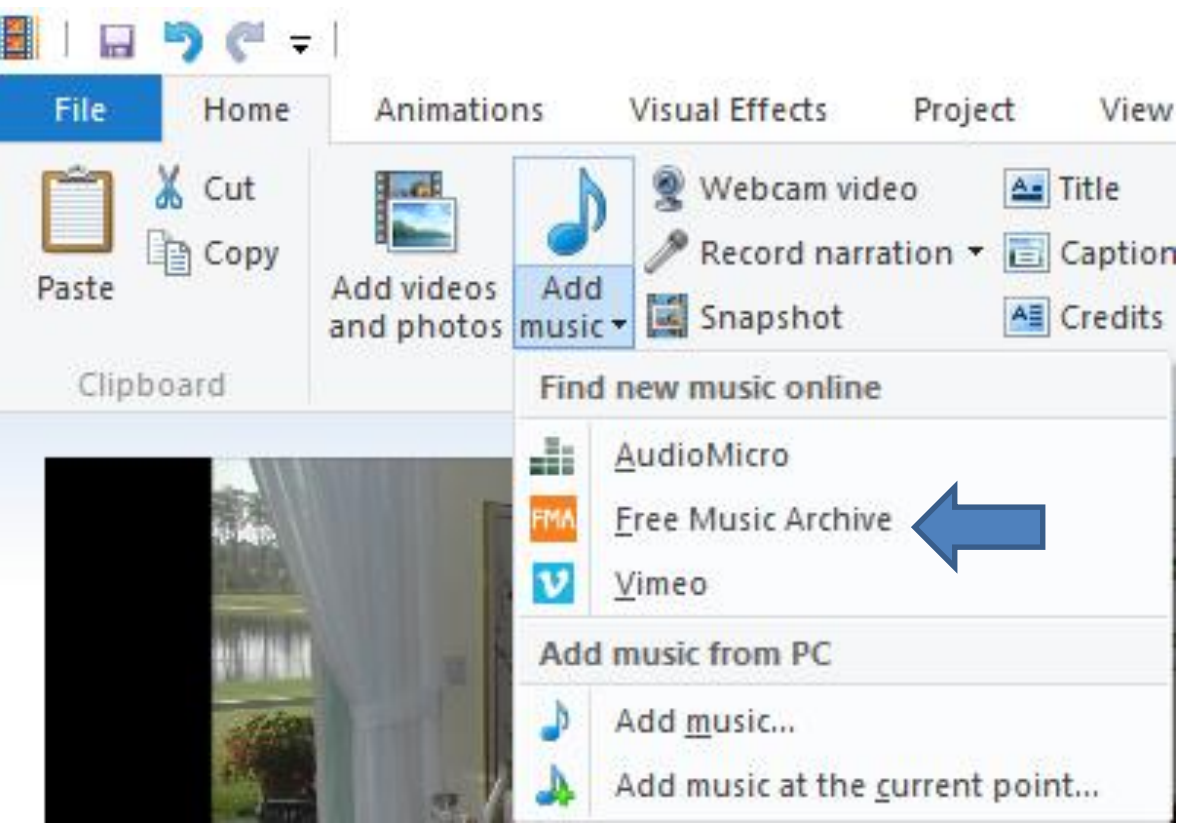 File Home Animations Visual Effects Project View
Cut
Copy
Paste
Add videos
and photos
Add
music
Webcam video
Record narration
Snapshot
Title
Caption
Credits
Clipboard
Find new music online
AudioMicro
FMA Free Music Archive
Vimeo
Add music from PC
Add music...
Add music at the current point...